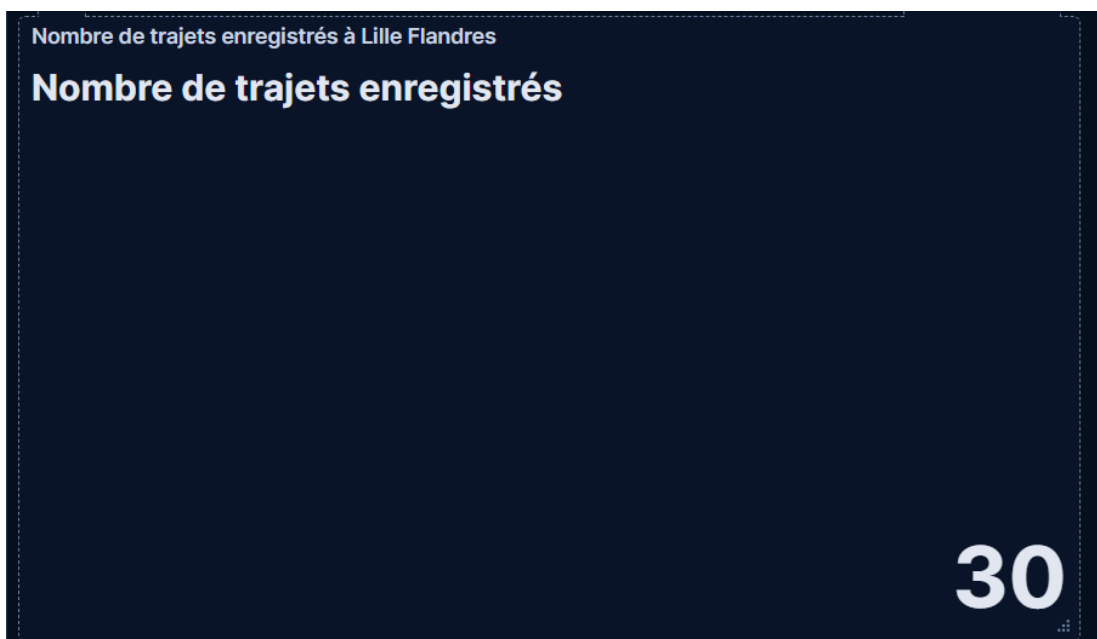 Nombre de trajets enregistrés à Lille Flandres
Nombre de trajets enregistrés
30